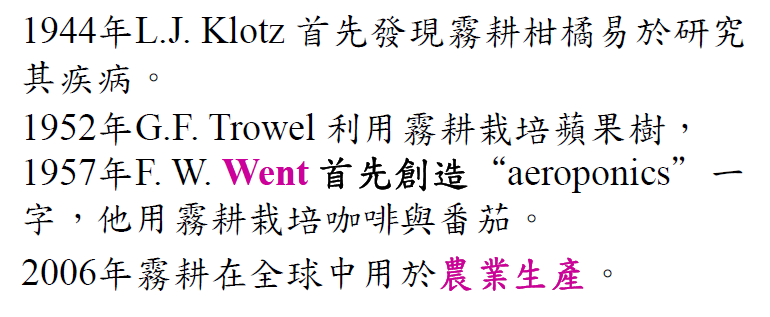 1944年L.J. Klotz 首先發現霧耕柑橘易於研究
其疾病。
1952年G.F. Trowel 利用霧耕栽培蘋果樹，
1957年F. W. Went 首先創造“aeroponics”一
字，他用霧耕栽培咖啡與番茄。
2006年霧耕在全球中用於農業生產。